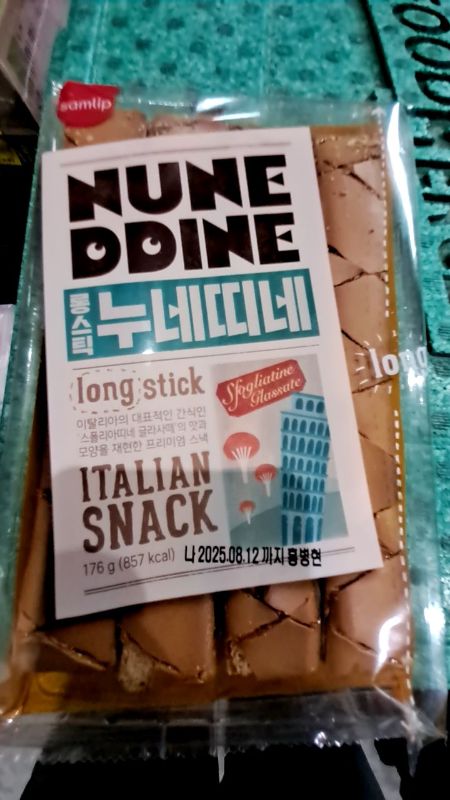 samlip
NUNE
DDINE
롱스틱
누네띠네
long stick
Sfogliatine
Glassate
이탈리아의 대표적인 간식인
'스폴리아띠네 글라사떼'의 맛과
모양을 재현한 프리미엄 스낵
ITALIAN
SNACK
176 g (857 kcal)
나 2025.08.12 까지 홍병현
long